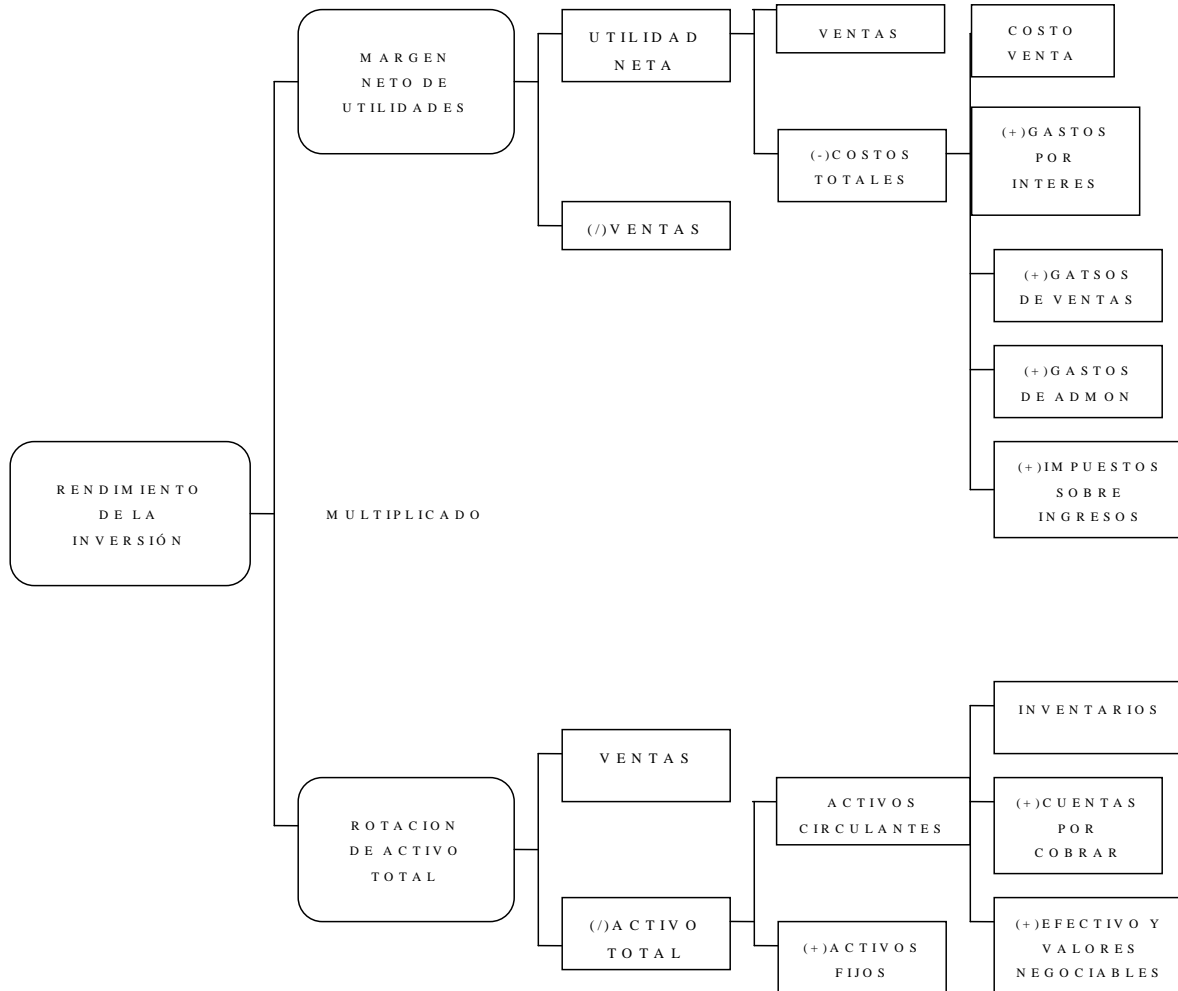 MARGEN
NETO DE
UTILIDADES
UTILIDAD
NETA
(/)VENTAS
VENTAS
(-)COSTOS
TOTALES
COSTO
VENTA
(+)GASTOS
POR
INTERES
(+)GATSOS
DE VENTAS
(+)GASTOS
DE ADMON
(+)IMPUESTOS
SOBRE
INGRESOS
RENDIMIENTO
DE LA
INVERSIÓN
MULTIPLICADO
ROTACION
DE ACTIVO
TOTAL
VENTAS
(/)ACTIVO
TOTAL
ACTIVOS
CIRCULANTES
(+)ACTIVOS
FIJOS
INVENTARIOS
(+)CUENTAS
POR
COBRAR
(+)EFECTIVO Y
VALORES
NEGOCIABLES